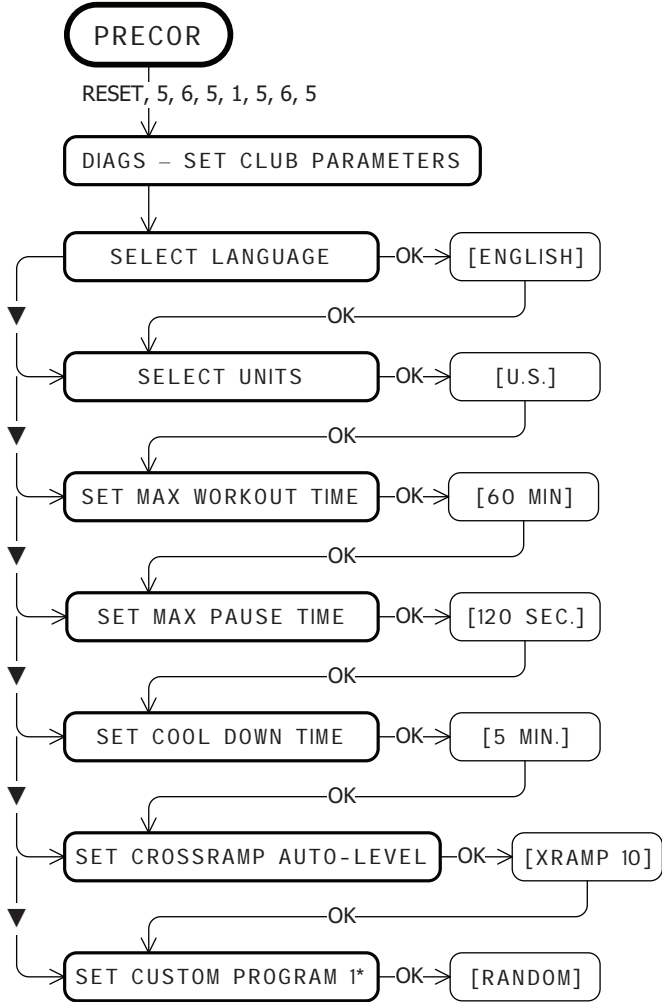 PRECOR
RESET, 5, 6, 5, 1, 5, 6, 5
DIAGS – SET CLUB PARAMETERS
SELECT LANGUAGE OK [ENGLISH]
OK
SELECT UNITS OK [U.S.]
OK
SET MAX WORKOUT TIME OK [60 MIN]
OK
SET MAX PAUSE TIME OK [120 SEC.]
OK
SET COOL DOWN TIME OK [5 MIN.]
OK
SET CROSSRAMP AUTO-LEVEL OK [XRAMP 10]
OK
SET CUSTOM PROGRAM 1* OK [RANDOM]